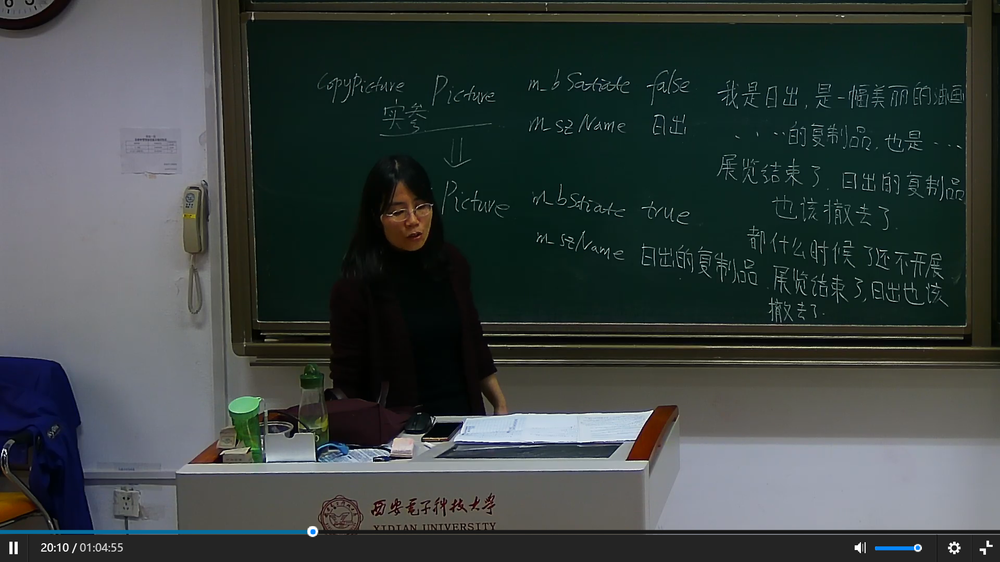 CopyPicture Picture m_bSatiate false
实参
m_szName 日出
Picture m_bSatiate true
m_szName 日出的复制品
我是日出，是一幅美丽的油画
....的复制品，也是...
展览结束了．日出的复制品
也该撤去了．
都什么时候了还不开展
展览结束了，日出也该
撤去了．
西安電子科技大学
XIDIAN UNIVERSITY
20:10 / 01:04:55